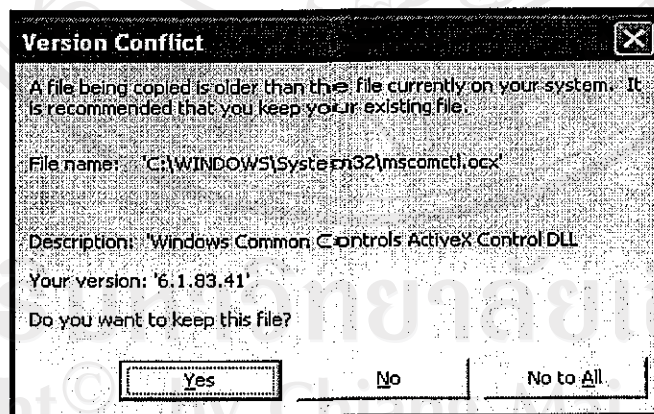 Version Conflict
A file being copied is older than the file currently on your system. It
is recommended that you keep your existing file.
File name: 'C:\WINDOWS\System32\mscomctl.ocx'
Description: 'Windows Common Controls ActiveX Control DLL
Your version: '6.1.83.41'
Do you want to keep this file?
Yes No No to All